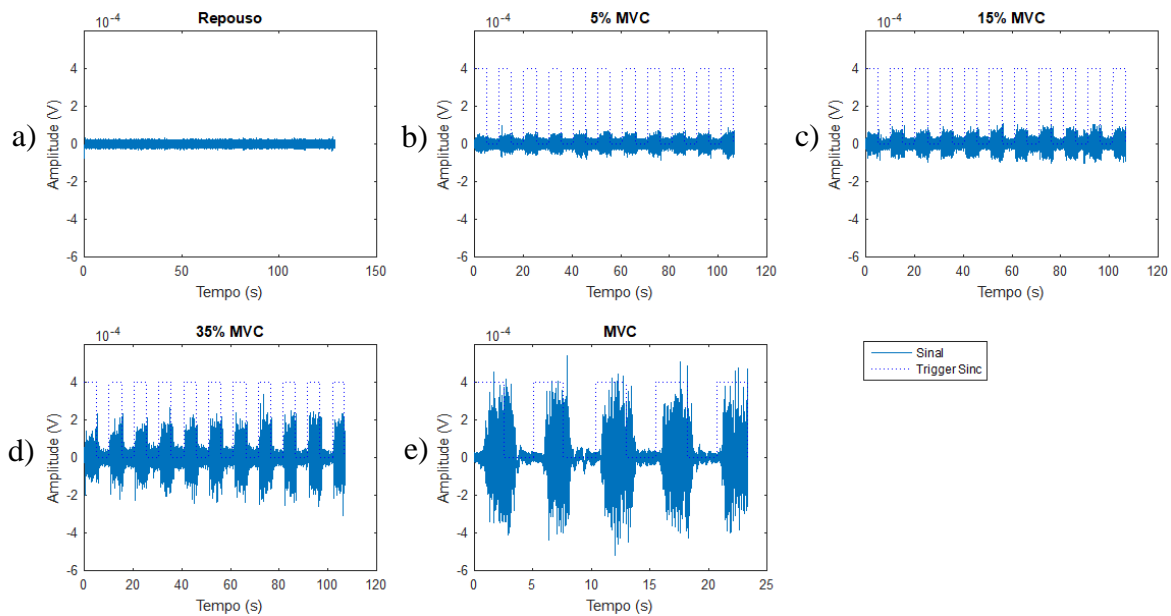 Repouso
10^-4
a)
Amplitude (V)
4
2
0
-2
-4
-6
0 50 100 150
Tempo (s)
5% MVC
10^-4
b)
Amplitude (V)
4
2
0
-2
-4
-6
0 20 40 60 80 100 120
Tempo (s)
15% MVC
10^-4
c)
Amplitude (V)
4
2
0
-2
-4
-6
0 20 40 60 80 100 120
Tempo (s)
35% MVC
10^-4
d)
Amplitude (V)
4
2
0
-2
-4
-6
0 20 40 60 80 100 120
Tempo (s)
MVC
10^-4
e)
Amplitude (V)
4
2
0
-2
-4
-6
0 5 10 15 20 25
Tempo (s)
Sinal
Trigger Sinc